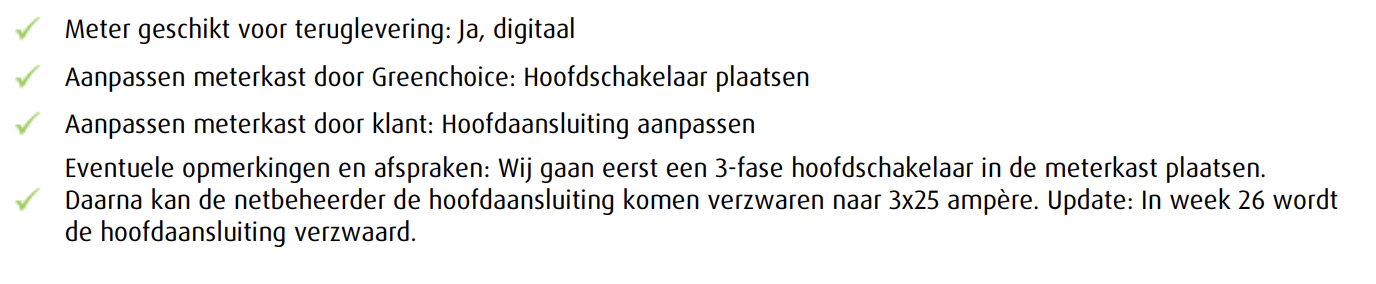 Meter geschikt voor teruglevering: Ja, digitaal
Aanpassen meterkast door Greenchoice: Hoofdschakelaar plaatsen
Aanpassen meterkast door klant: Hoofdaansluiting aanpassen
Eventuele opmerkingen en afspraken: Wij gaan eerst een 3-fase hoofdschakelaar in de meterkast plaatsen.
Daarna kan de netbeheerder de hoofdaansluiting komen verzwaren naar 3x25 ampère. Update: In week 26 wordt
de hoofdaansluiting verzwaard.